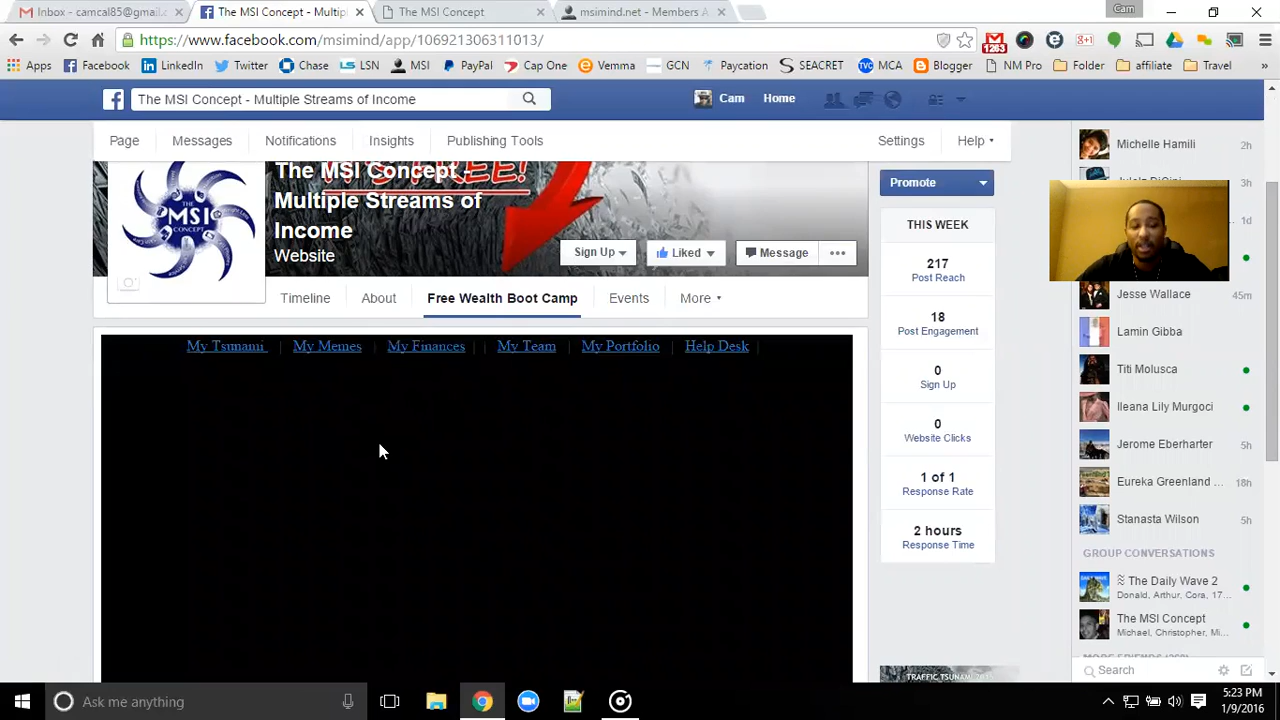 Inbox - camcal85@gmail.c
The MSI Concept - Multip
The MSI Concept
msimind.net - Members A
Cam
https://www.facebook.com/msimind/app/106921306311013/
1263
Apps
Facebook
LinkedIn
Twitter
Chase
LSN
MSI
PayPal
Cap One
Vemma
GCN
Paycation
SEACRET
MCA
Blogger
NM Pro
Folder
affiliate
Travel
»
The MSI Concept - Multiple Streams of Income
Cam
Home
Page
Messages
Notifications
Insights
Publishing Tools
Settings
Help
THE
MSI
CONCEPT
FREE!
The MSI Concept -
Multiple Streams of
Income
Website
Sign Up
Liked
Message
Timeline
About
Free Wealth Boot Camp
Events
More
My Tsunami |
My Memes |
My Finances | |
My Team |
My Portfolio |
Help Desk |
Promote
THIS WEEK
217
Post Reach
18
Post Engagement
0
Sign Up
0
Website Clicks
1 of 1
Response Rate
2 hours
Response Time
TRAFFIC TSUNAMI
Michelle Hamili 2h
3h
1d
Jesse Wallace 45m
Lamin Gibba
Titi Molusca
Ileana Lily Murgoci
Jerome Eberharter 5h
Eureka Greenland ... 18h
Stanasta Wilson 5h
GROUP CONVERSATIONS
The Daily Wave 2
Donald, Arthur, Cora, 17...
The MSI Concept
Michael, Christopher, Mi...
Search
Ask me anything
5:23 PM
1/9/2016